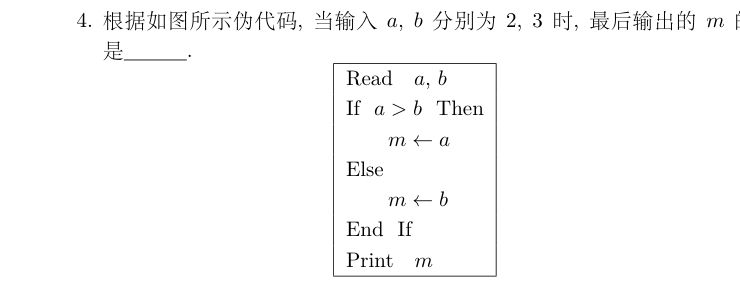 4. 根据如图所示伪代码, 当输入 a, b 分别为 2, 3 时, 最后输出的 m
是______.
Read a, b
If a > b Then
m ← a
Else
m ← b
End If
Print m